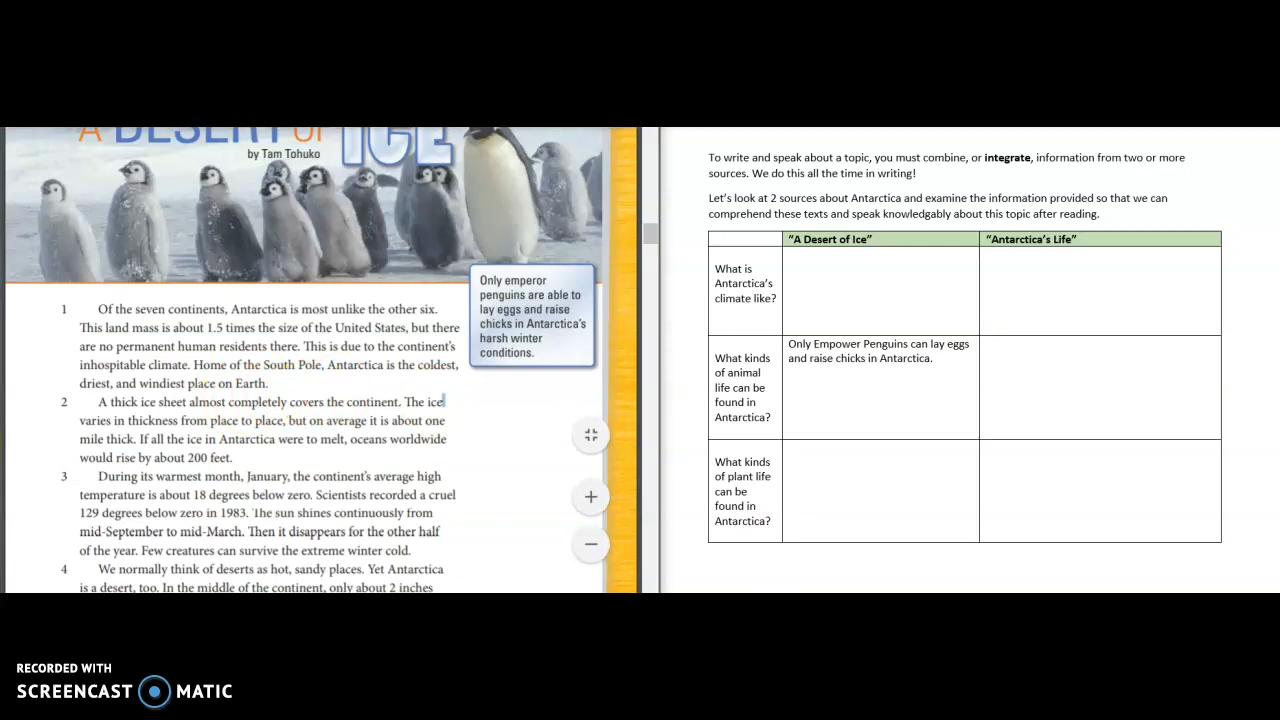 A DESERT OF
ICE
by Tam Tohuko
Only emperor
penguins are able to
lay eggs and raise
chicks in Antarctica's
harsh winter
conditions.
1 Of the seven continents, Antarctica is most unlike the other six.
This land mass is about 1.5 times the size of the United States, but there
are no permanent human residents there. This is due to the continent's
inhospitable climate. Home of the South Pole, Antarctica is the coldest,
driest, and windiest place on Earth.
2 A thick ice sheet almost completely covers the continent. The ice
varies in thickness from place to place, but on average it is about one
mile thick. If all the ice in Antarctica were to melt, oceans worldwide
would rise by about 200 feet.
3 During its warmest month, January, the continent's average high
temperature is about 18 degrees below zero. Scientists recorded a cruel
129 degrees below zero in 1983. The sun shines continuously from
mid-September to mid-March. Then it disappears for the other half
of the year. Few creatures can survive the extreme winter cold.
4 We normally think of deserts as hot, sandy places. Yet Antarctica
is a desert, too. In the middle of the continent, only about 2 inches
To write and speak about a topic, you must combine, or integrate, information from two or more
sources. We do this all the time in writing!
Let's look at 2 sources about Antarctica and examine the information provided so that we can
comprehend these texts and speak knowledgably about this topic after reading.
"A Desert of Ice" "Antarctica's Life"
What is
Antarctica's
climate like?
What kinds
of animal
life can be
found in
Antarctica?
Only Empower Penguins can lay eggs
and raise chicks in Antarctica.
What kinds
of plant life
can be
found in
Antarctica?
RECORDED WITH
SCREENCAST MATIC